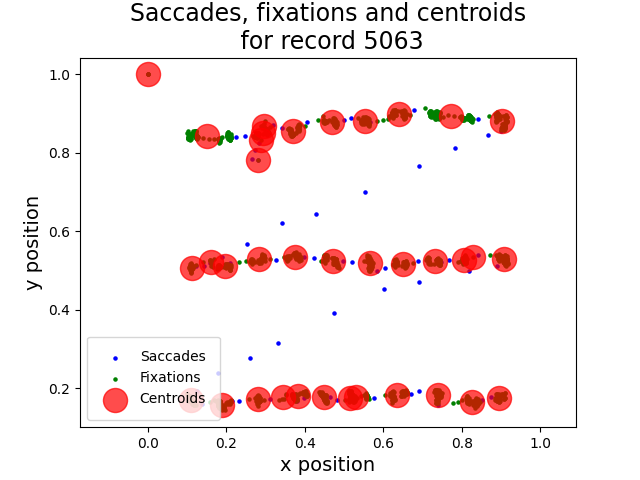 Saccades, fixations and centroids
for record 5063
y position
1.0
0.8
0.6
0.4
0.2
Saccades
Fixations
Centroids
0.0 0.2 0.4 0.6 0.8 1.0
x position